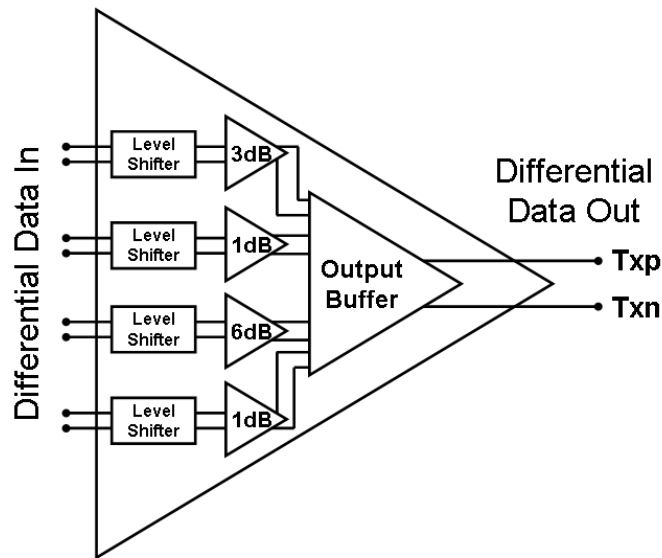 Differential Data In
Level
Shifter
3dB
Level
Shifter
1dB
Level
Shifter
6dB
Level
Shifter
1dB
Output
Buffer
Differential
Data Out
Txp
Txn